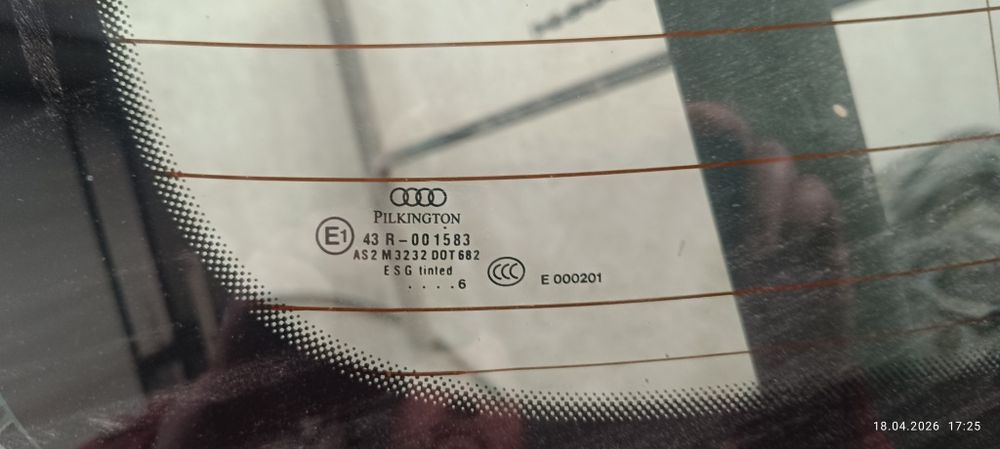 PILKINGTON
E1
43 R-001583
AS2 M3232 DOT682
ESG tinted
. . . . 6
CCC
E 000201
18.04.2026 17:25